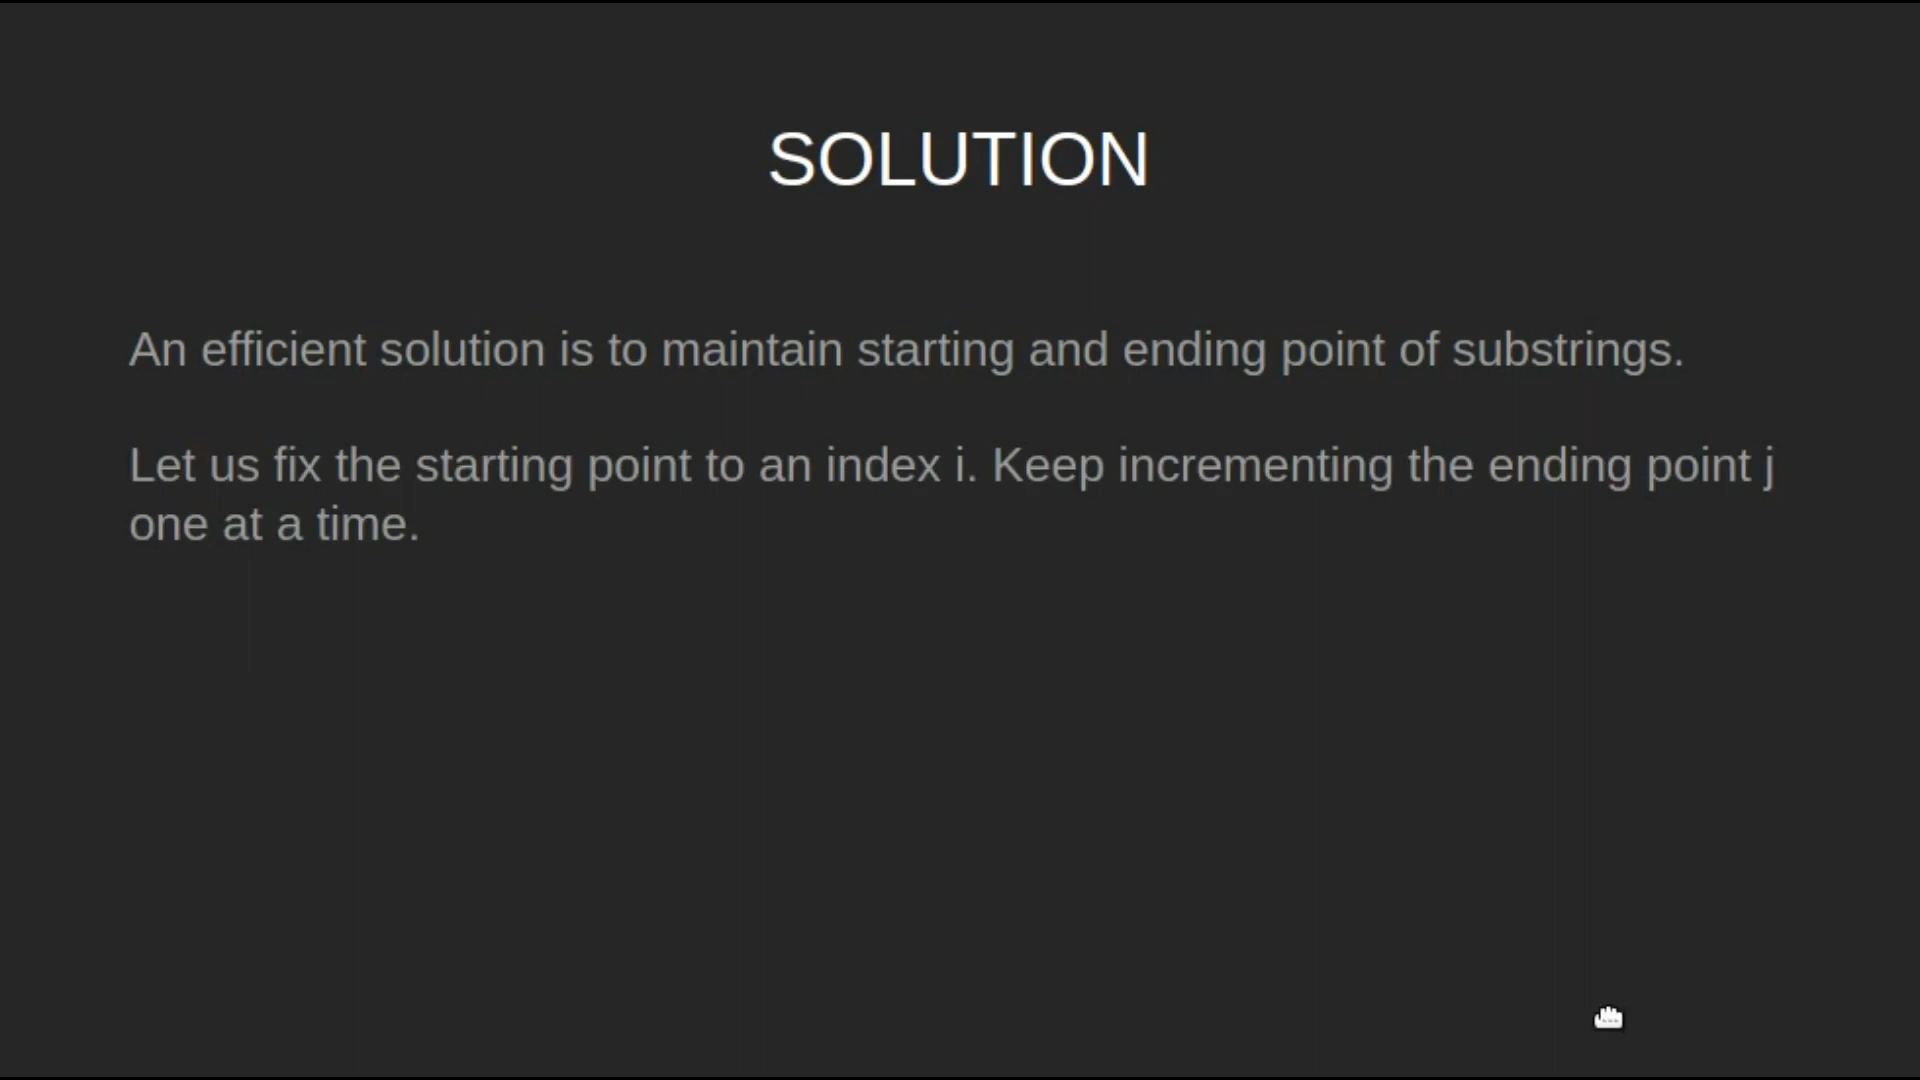 SOLUTION
An efficient solution is to maintain starting and ending point of substrings.
Let us fix the starting point to an index i. Keep incrementing the ending point j
one at a time.